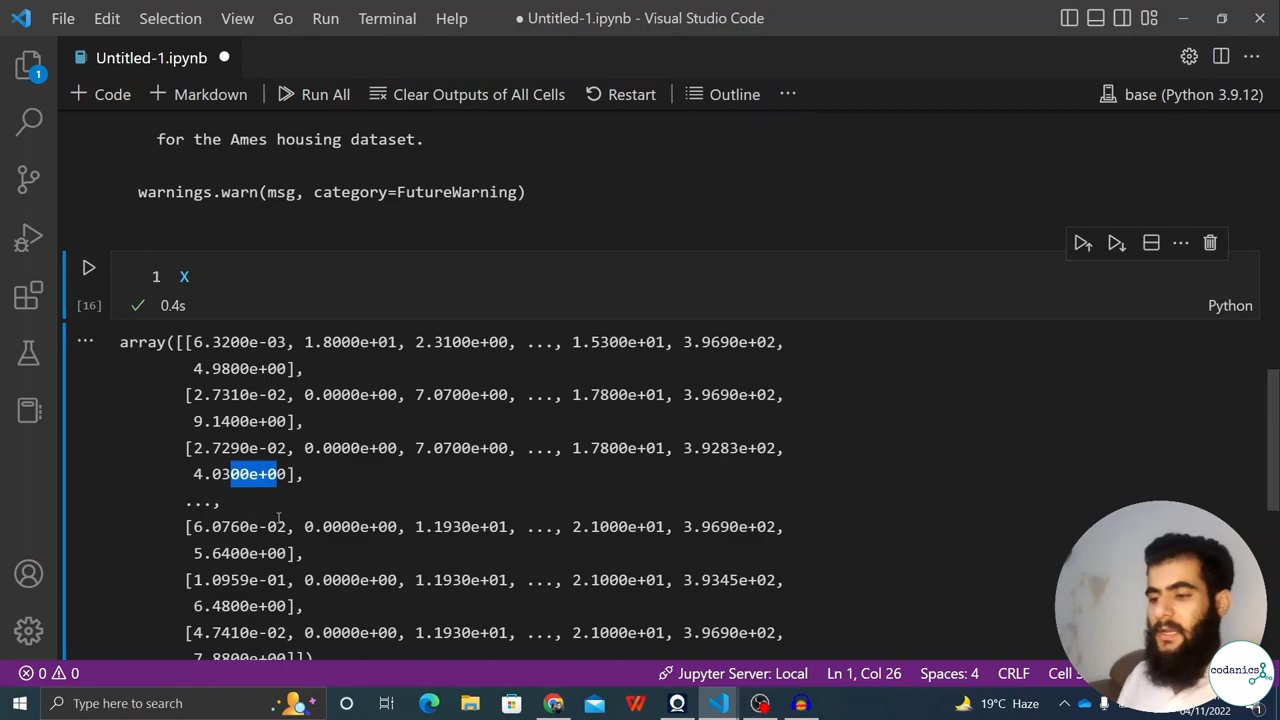 File Edit Selection View Go Run Terminal Help ● Untitled-1.ipynb - Visual Studio Code
Untitled-1.ipynb
1
+ Code + Markdown Run All Clear Outputs of All Cells Restart Outline ... base (Python 3.9.12)
for the Ames housing dataset.
warnings.warn(msg, category=FutureWarning)
1 X
[16] 0.4s Python
array([[6.3200e-03, 1.8000e+01, 2.3100e+00, ..., 1.5300e+01, 3.9690e+02,
4.9800e+00],
[2.7310e-02, 0.0000e+00, 7.0700e+00, ..., 1.7800e+01, 3.9690e+02,
9.1400e+00],
[2.7290e-02, 0.0000e+00, 7.0700e+00, ..., 1.7800e+01, 3.9283e+02,
4.0300e+00],
...,
[6.0760e-02, 0.0000e+00, 1.1930e+01, ..., 2.1000e+01, 3.9690e+02,
5.6400e+00],
[1.0959e-01, 0.0000e+00, 1.1930e+01, ..., 2.1000e+01, 3.9345e+02,
6.4800e+00],
[4.7410e-02, 0.0000e+00, 1.1930e+01, ..., 2.1000e+01, 3.9690e+02,
7.8800e+00]])
codanics
0 0 Jupyter Server: Local Ln 1, Col 26 Spaces: 4 CRLF Cell
Type here to search 19°C Haze 04/11/2022 1